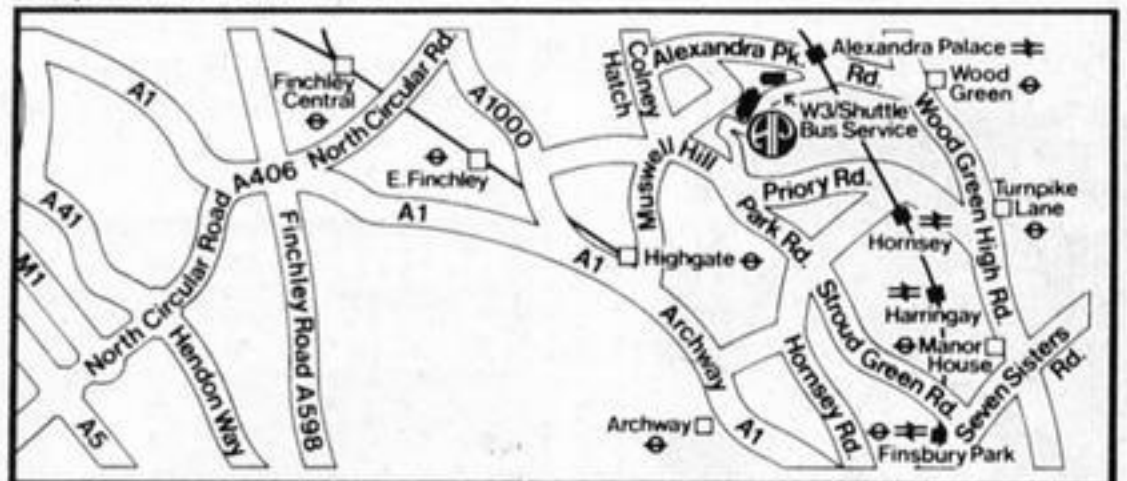 A1
Finchley
Central
North Circular Rd.
A1000
Colney
Hatch
Alexandra Pk.
Rd.
Alexandra Palace
Wood
Green
W3/Shuttle
Bus Service
Wood Green High Rd.
A406
E. Finchley
A1
Muswell Hill
Priory Rd.
Turnpike
Lane
A41
M1
North Circular Road
Finchley Road A598
Hendon Way
A5
A1
Highgate
Park Rd.
Hornsey
Harringay
Manor
House
Stroud Green Rd.
Seven Sisters
Rd.
Archway
Hornsey Rd.
Archway
A1
Finsbury Park